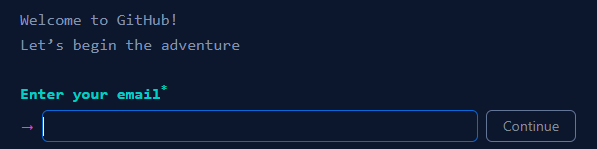 Welcome to GitHub!
Let’s begin the adventure
Enter your email*
→ Continue